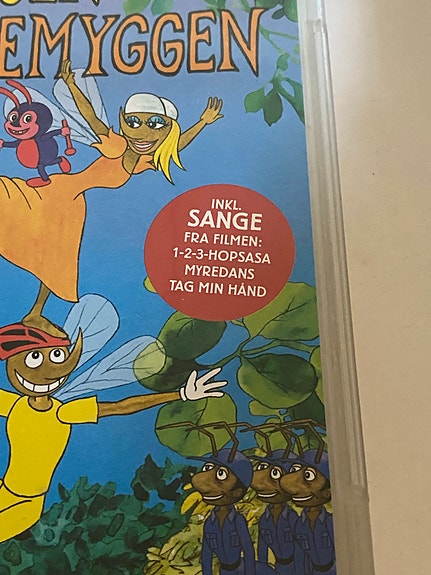 EMYGGEN
INKL.
SANGE
FRA FILMEN:
1-2-3-HOPSASA
MYREDANS
TAG MIN HÅND